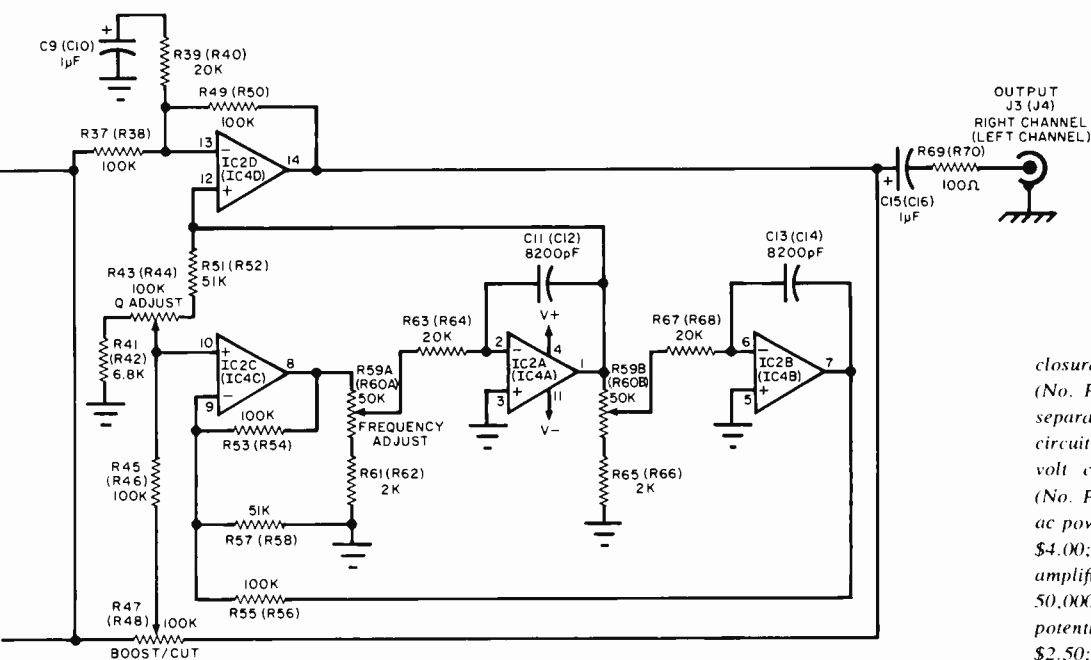 C9 (C10)
1μF
R39 (R40)
20K
R49 (R50)
100K
R37 (R38)
100K
13
12
14
IC2D
(IC4D)
OUTPUT
J3 (J4)
RIGHT CHANNEL
(LEFT CHANNEL)
R69(R70)
100Ω
C15(C16)
1μF
R43 (R44)
100K
Q ADJUST
R51 (R52)
51K
R41
(R42)
6.8K
10
9
8
IC2C
(IC4C)
R59A
(R60A)
50K
FREQUENCY
ADJUST
100K
R53 (R54)
R61 (R62)
2K
R63 (R64)
20K
C11 (C12)
8200pF
V+
4
2
3
1
11
V-
IC2A
(IC4A)
R59B
(R60B)
50K
R65 (R66)
2K
R67 (R68)
20K
C13 (C14)
8200pF
6
5
7
IC2B
(IC4B)
R45
(R46)
100K
51K
R57 (R58)
100K
R55 (R56)
R47
(R48)
100K
BOOST/CUT
closur
(No. P
separa
circuit
volt c
(No. P
ac pow
$4.00;
amplifi
50,000
potenti
$2.50;